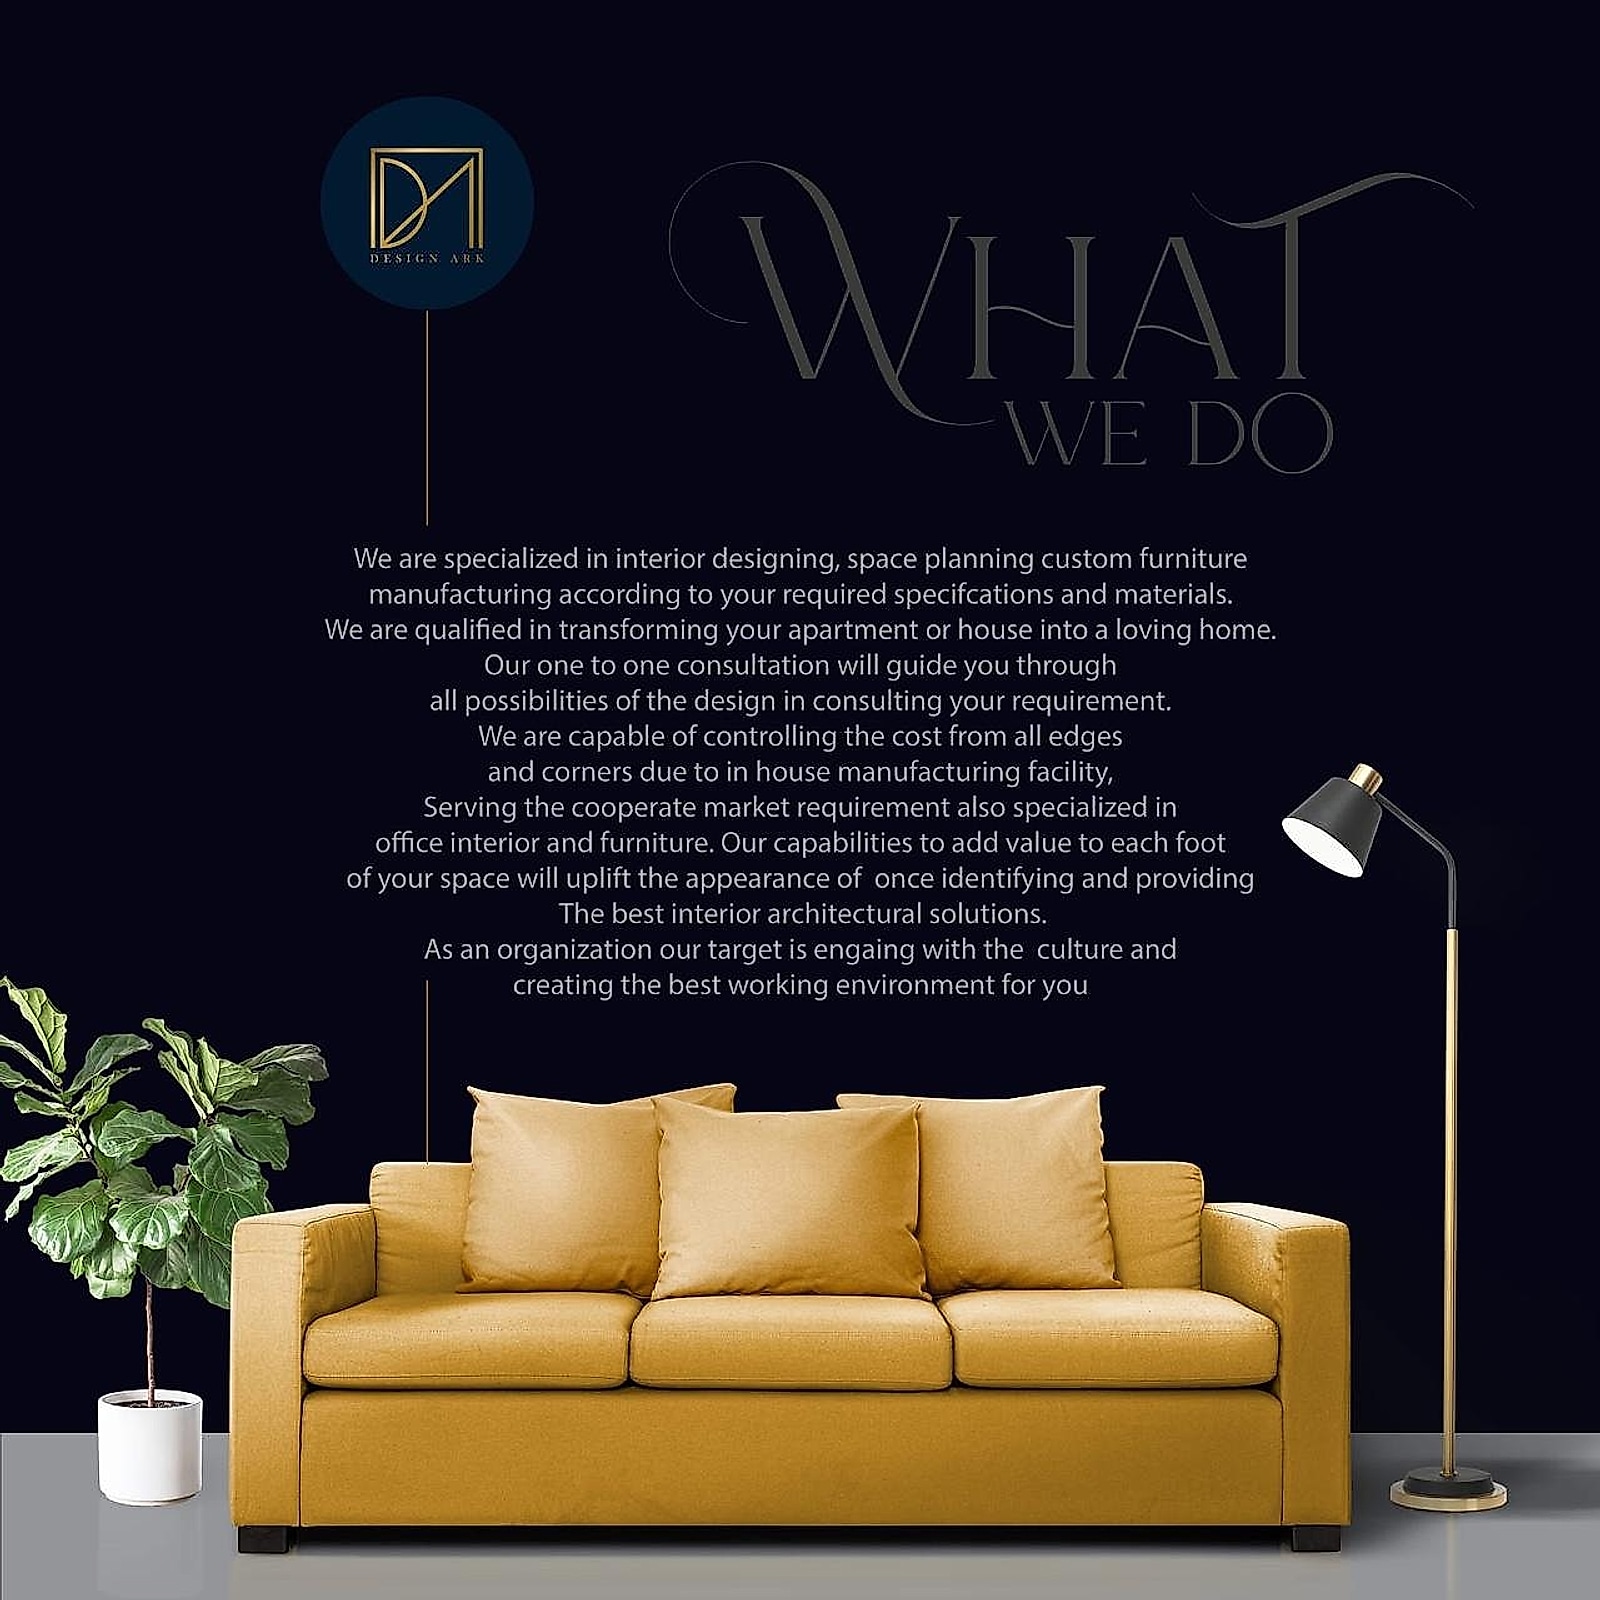 DESIGN ARK
WHAT
WE DO
We are specialized in interior designing, space planning custom furniture
manufacturing according to your required specifcations and materials.
We are qualified in transforming your apartment or house into a loving home.
Our one to one consultation will guide you through
all possibilities of the design in consulting your requirement.
We are capable of controlling the cost from all edges
and corners due to in house manufacturing facility,
Serving the cooperate market requirement also specialized in
office interior and furniture. Our capabilities to add value to each foot
of your space will uplift the appearance of  once identifying and providing
The best interior architectural solutions.
As an organization our target is engaing with the  culture and
creating the best working environment for you